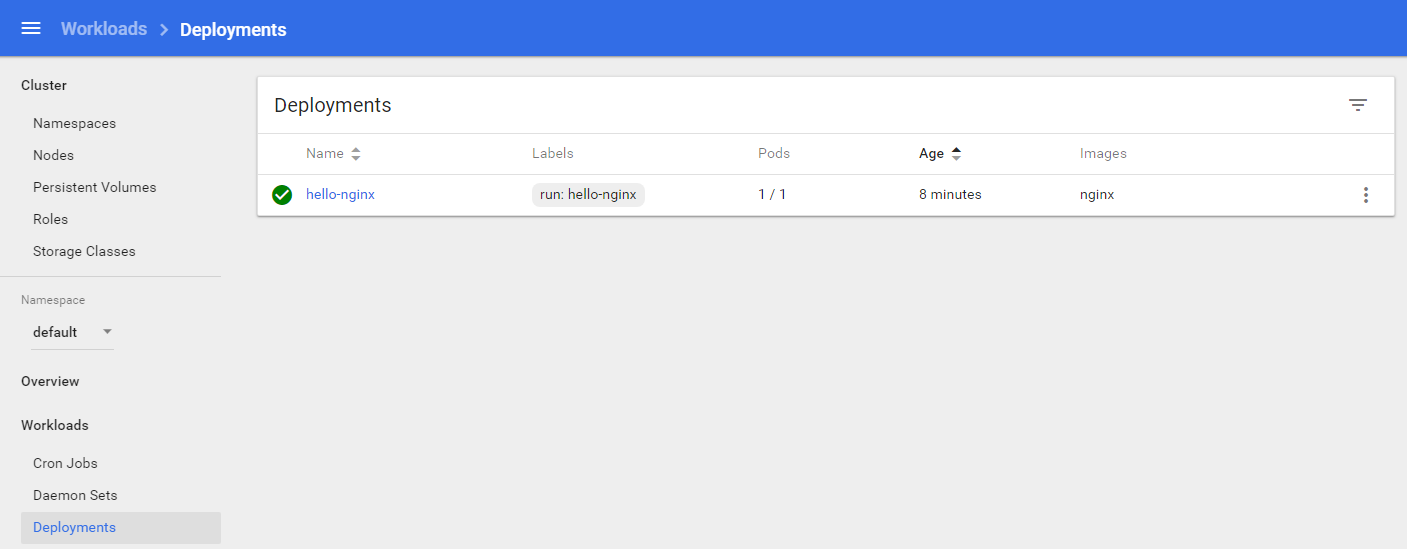 Workloads Deployments
Cluster
Namespaces
Nodes
Persistent Volumes
Roles
Storage Classes
Namespace
default
Overview
Workloads
Cron Jobs
Daemon Sets
Deployments
Deployments
Name Labels Pods Age Images
hello-nginx run: hello-nginx 1 / 1 8 minutes nginx